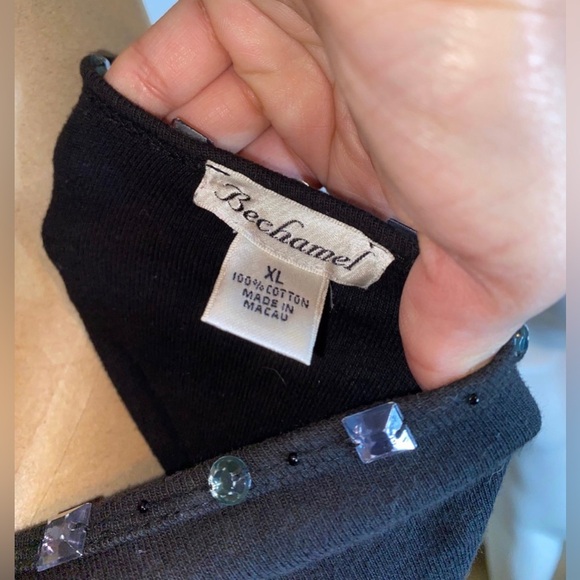 Bechamel
XL
100% COTTON
MADE IN
MACAU